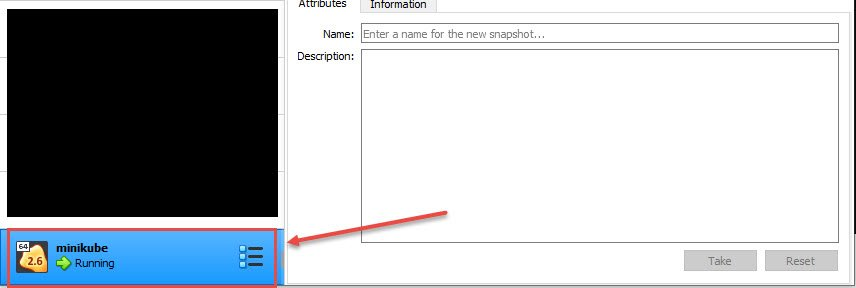 Attributes
Information
Name:
Enter a name for the new snapshot...
Description:
64
2.6
minikube
Running
Take
Reset